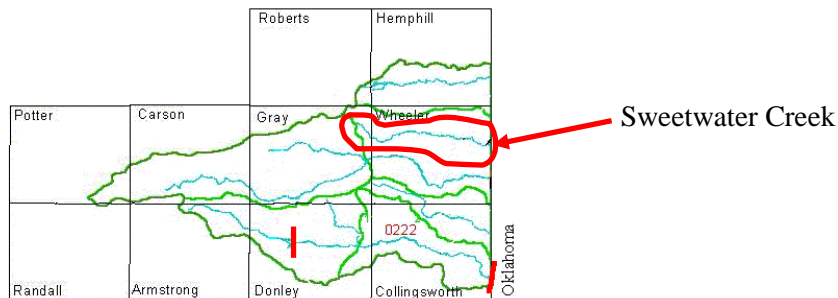 Roberts
Hemphill
Potter
Carson
Gray
Wheeler
Sweetwater Creek
0222
Oklahoma
Randall
Armstrong
Donley
Collingsworth